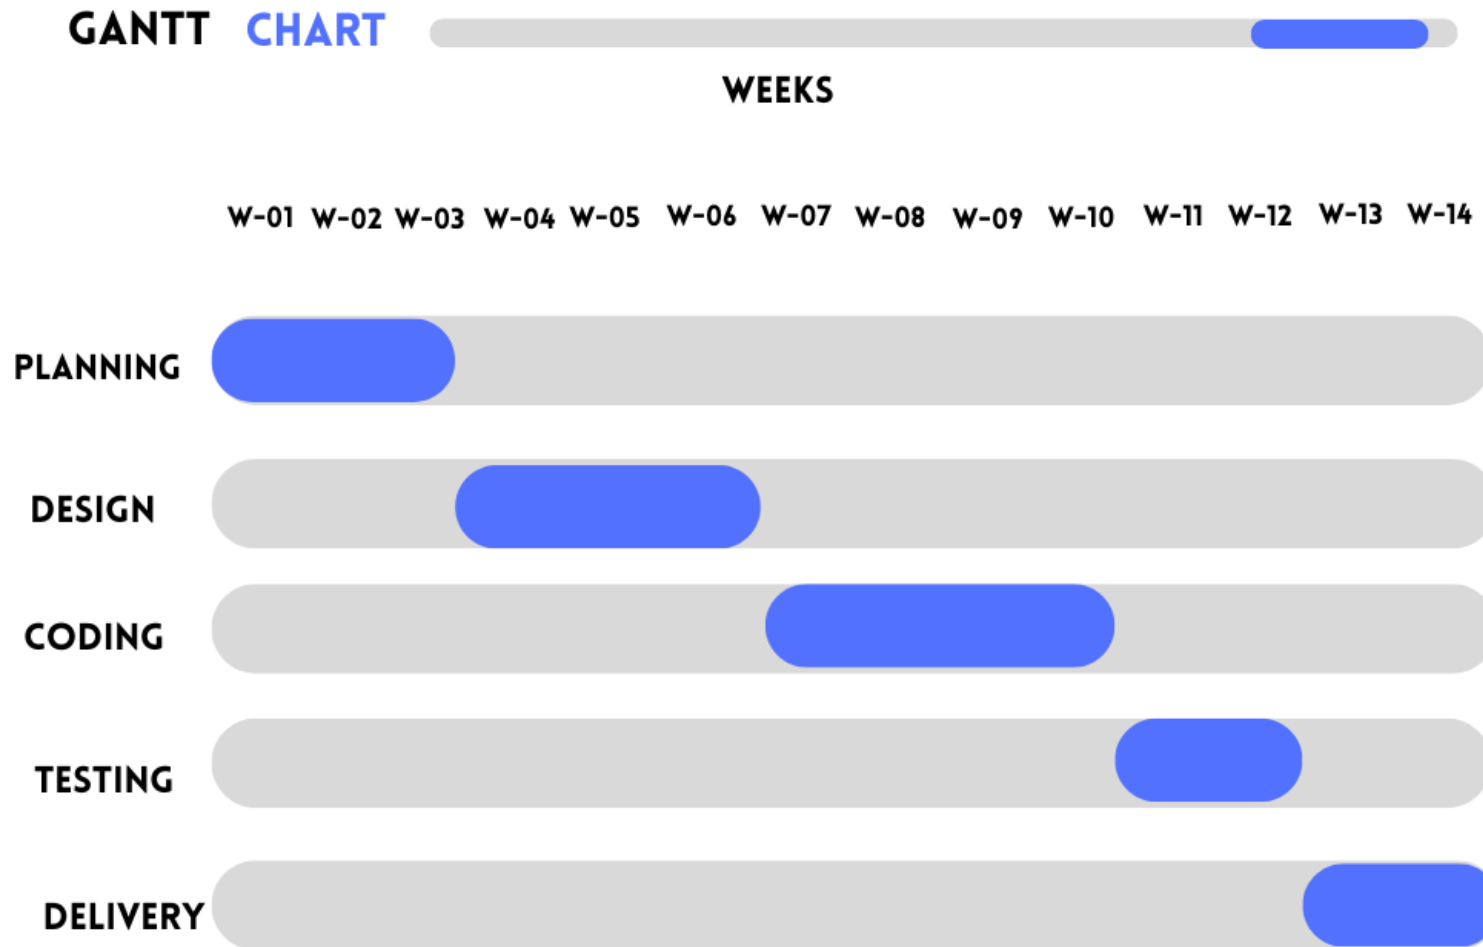 GANTT CHART
WEEKS
W-01 W-02 W-03 W-04 W-05 W-06 W-07 W-08 W-09 W-10 W-11 W-12 W-13 W-14
PLANNING
DESIGN
CODING
TESTING
DELIVERY